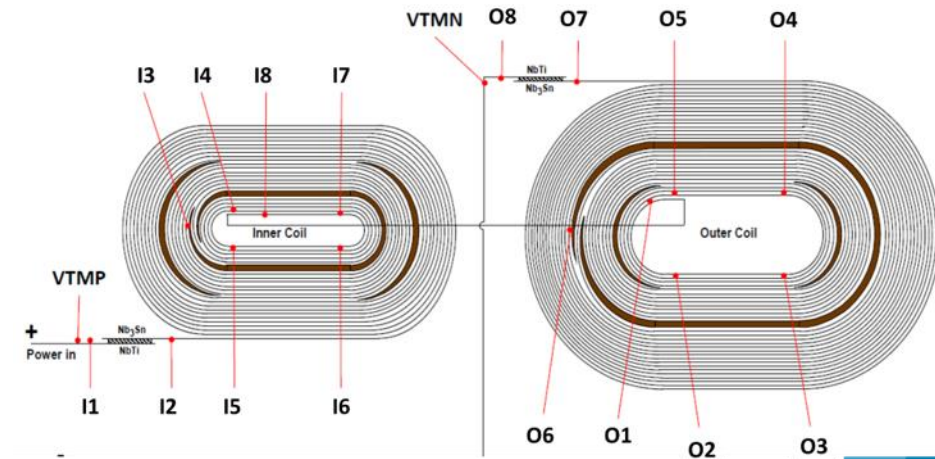 VTMN O8 O7 O5 O4
NbTi
Nb3Sn
I3 I4 I8 I7
Inner Coil
Outer Coil
VTMP
+
Nb3Sn
NbTi
Power in
I1 I2 I5 I6
O6 O1 O2 O3
-